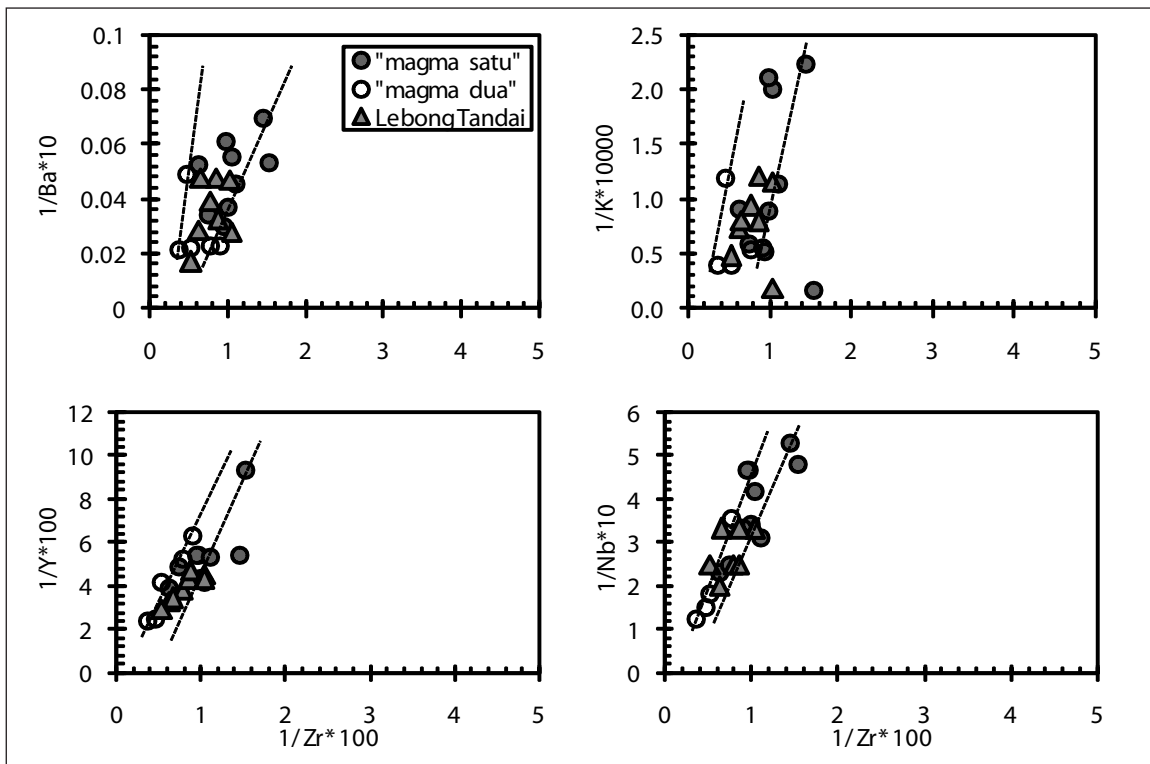 0.1
0.08
0.06
0.04
0.02
0
1/Ba*10
0 1 2 3 4 5
"magma satu"
"magma dua"
LebongTandai
2.5
2.0
1.5
1.0
0.5
0.0
1/K*10000
0 1 2 3 4 5
12
10
8
6
4
2
0
1/Y*100
0 1 2 3 4 5
1/Zr*100
6
5
4
3
2
1
0
1/Nb*10
0 1 2 3 4 5
1/Zr*100